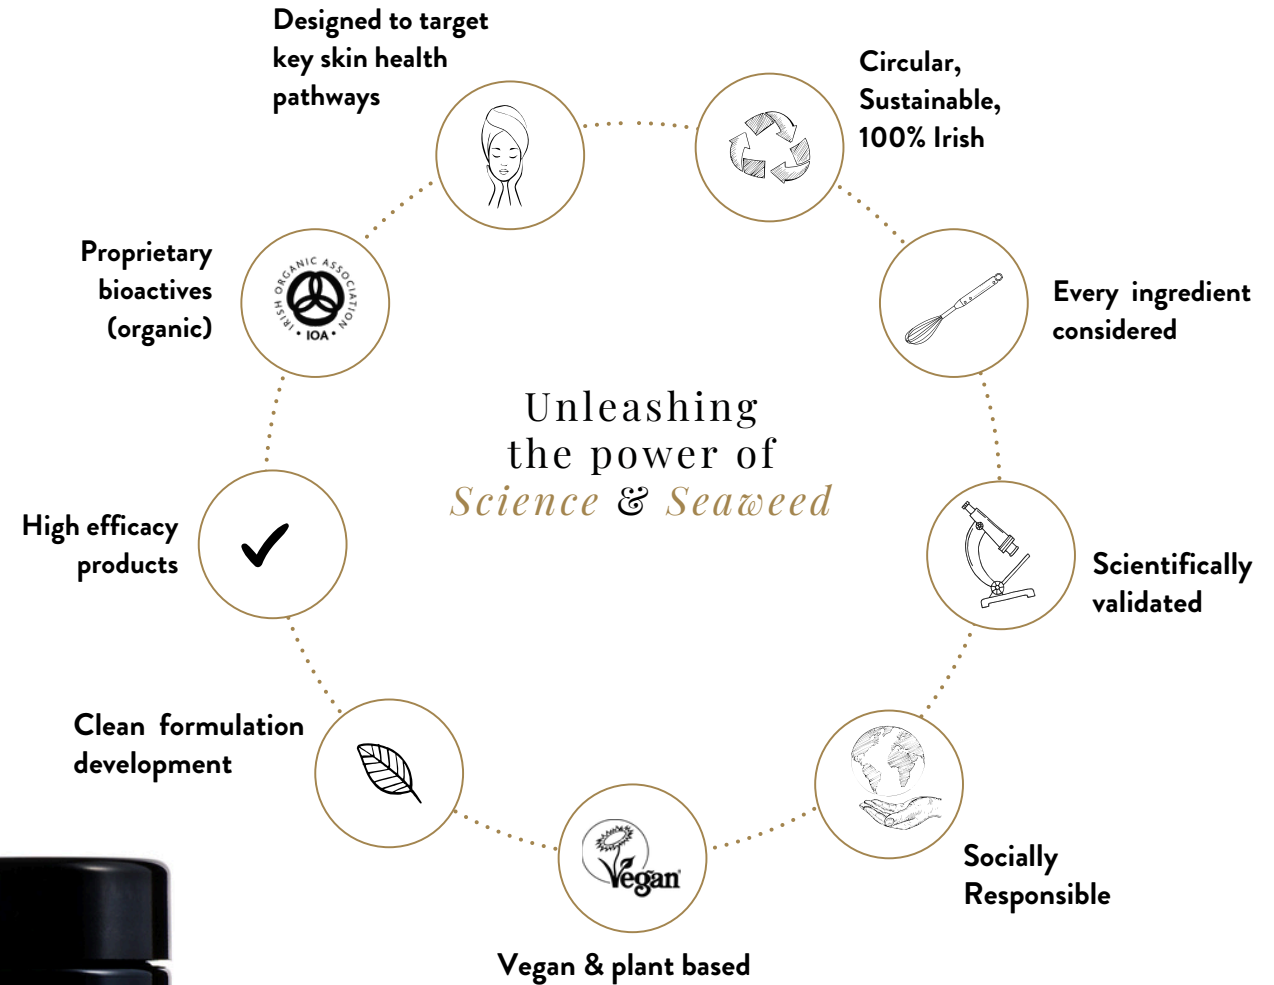 Designed to target
key skin health
pathways
Circular,
Sustainable,
100% Irish
Proprietary
bioactives
(organic)
IRISH ORGANIC ASSOCIATION
• IOA •
Every ingredient
considered
Unleashing
the power of
Science & Seaweed
High efficacy
products
Scientifically
validated
Clean formulation
development
Vegan
Socially
Responsible
Vegan & plant based